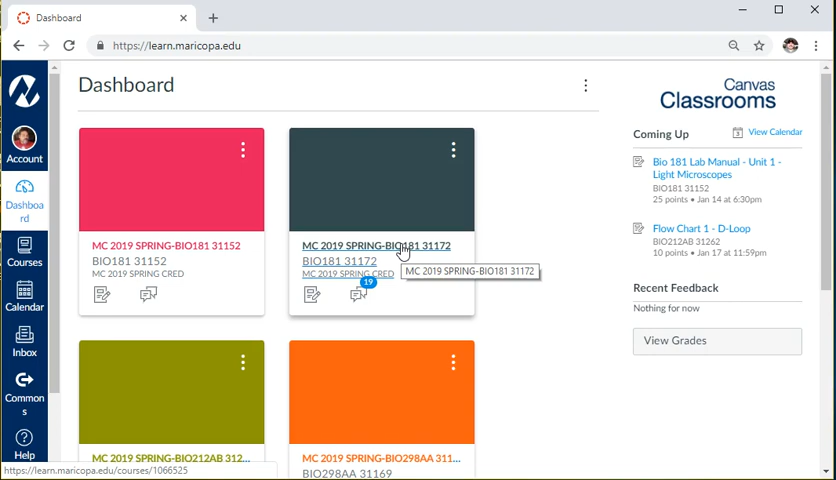 Dashboard
https://learn.maricopa.edu
Account
Dashboa
rd
Courses
Calendar
Inbox
Common
s
Help
Dashboard
MC 2019 SPRING-BIO181 31152
BIO181 31152
MC 2019 SPRING CRED
MC 2019 SPRING-BIO181 31172
BIO181 31172
MC 2019 SPRING CRED
19
MC 2019 SPRING-BIO181 31172
MC 2019 SPRING-BIO212AB 312...
MC 2019 SPRING-BIO298AA 311...
BIO298AA 31169
Canvas
Classrooms
Coming Up
3
View Calendar
Bio 181 Lab Manual - Unit 1 -
Light Microscopes
BIO181 31152
25 points • Jan 14 at 6:30pm
Flow Chart 1 - D-Loop
BIO212AB 31262
10 points • Jan 17 at 11:59pm
Recent Feedback
Nothing for now
View Grades
https://learn.maricopa.edu/courses/1066525